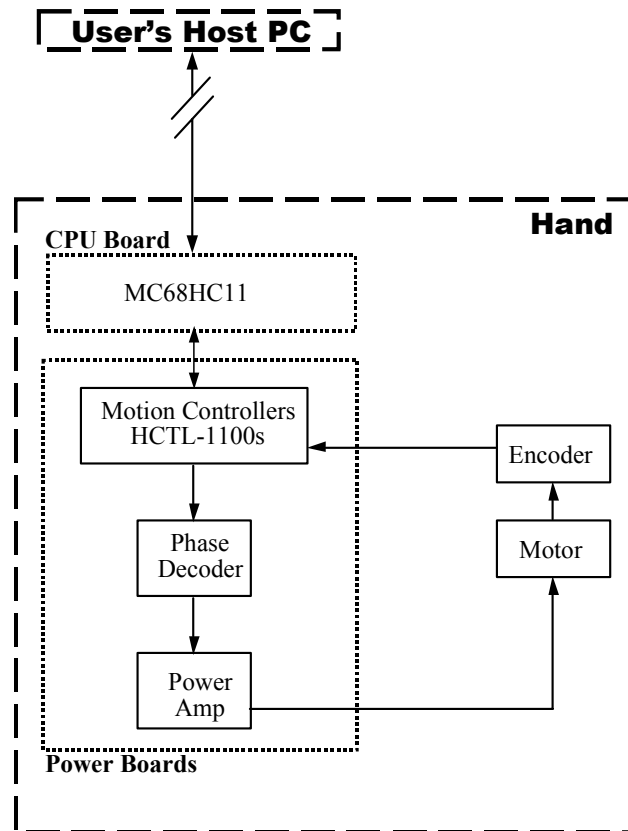 User's Host PC
Hand
CPU Board
MC68HC11
Motion Controllers
HCTL-1100s
Encoder
Phase
Decoder
Motor
Power
Amp
Power Boards